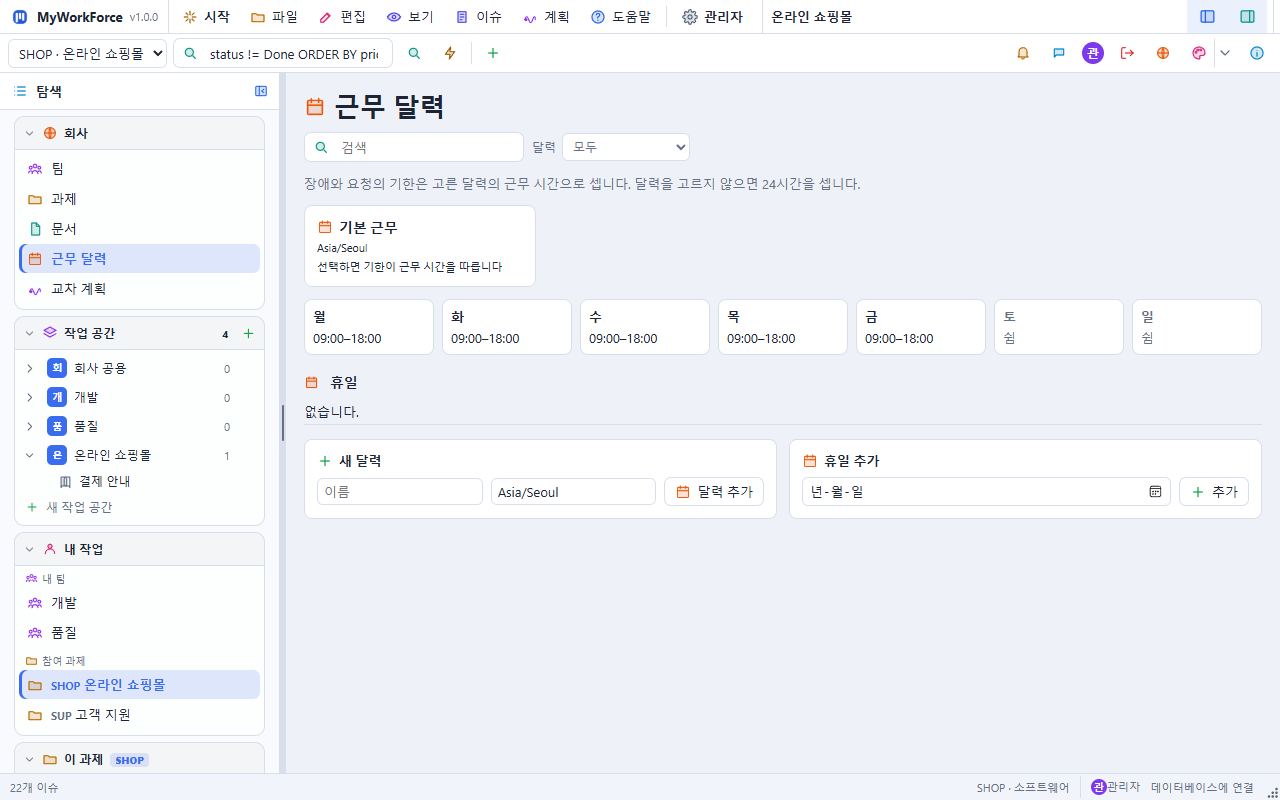 MyWorkForce v1.0.0 시작 파일 편집 보기 이슈 계획 도움말 관리자 온라인 쇼핑몰
SHOP · 온라인 쇼핑몰 status != Done ORDER BY pric 관
탐색
회사
팀
과제
문서
근무 달력
교차 계획
작업 공간 4
회 회사 공용 0
개 개발 0
품 품질 0
온 온라인 쇼핑몰 1
결제 안내
새 작업 공간
내 작업
내 팀
개발
품질
참여 과제
SHOP 온라인 쇼핑몰
SUP 고객 지원
이 과제 SHOP
근무 달력
검색 달력 모두
장애와 요청의 기한은 고른 달력의 근무 시간으로 셉니다. 달력을 고르지 않으면 24시간을 셉니다.
기본 근무
Asia/Seoul
선택하면 기한이 근무 시간을 따릅니다
월 화 수 목 금 토 일
09:00–18:00 09:00–18:00 09:00–18:00 09:00–18:00 09:00–18:00 쉼 쉼
휴일
없습니다.
새 달력
이름 Asia/Seoul 달력 추가
휴일 추가
년-월-일 추가
22개 이슈 SHOP · 소프트웨어 관 관리자 데이터베이스에 연결